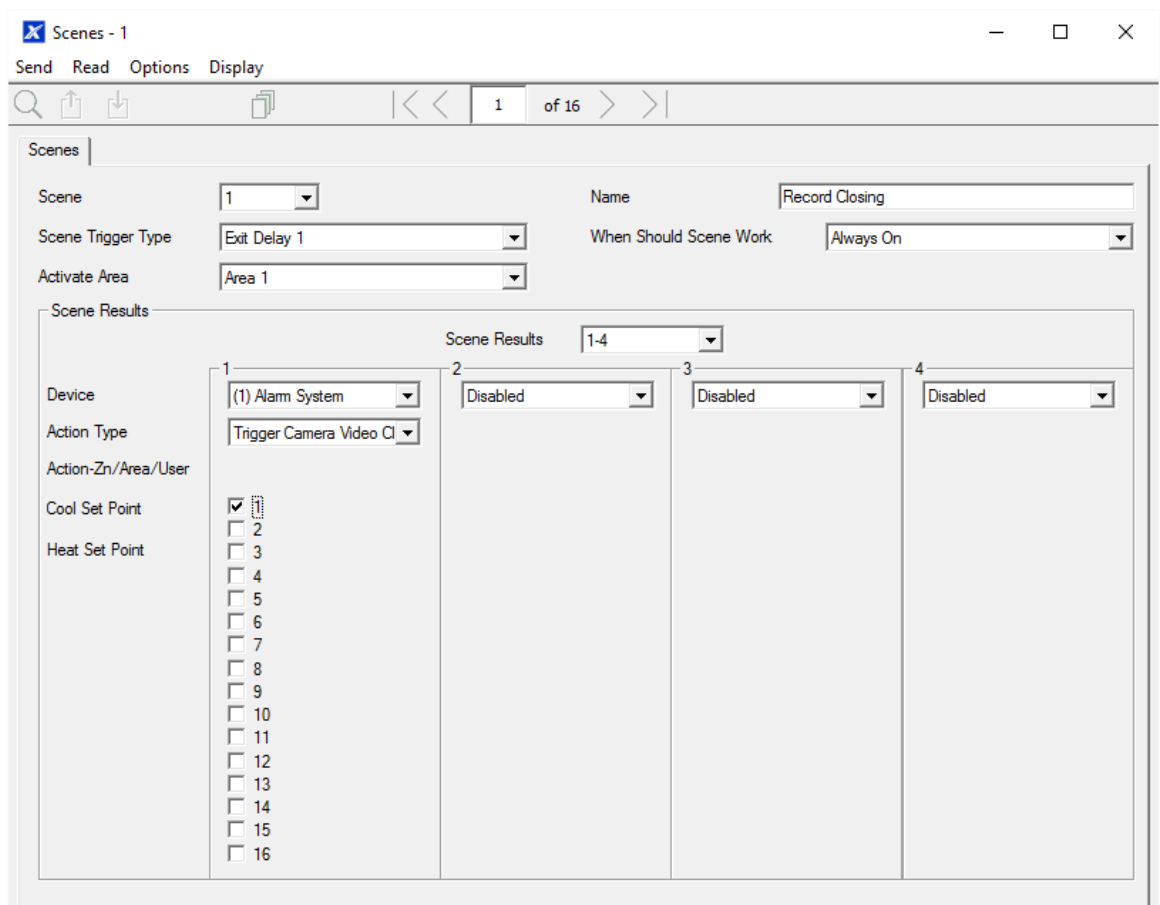 Scenes - 1
Send Read Options Display
1 of 16
Scenes
Scene 1 Name Record Closing
Scene Trigger Type Exit Delay 1 When Should Scene Work Always On
Activate Area Area 1
Scene Results
Scene Results 1-4
1 2 3 4
Device (1) Alarm System Disabled Disabled Disabled
Action Type Trigger Camera Video Cl
Action-Zn/Area/User
Cool Set Point 1
2
Heat Set Point 3
4
5
6
7
8
9
10
11
12
13
14
15
16